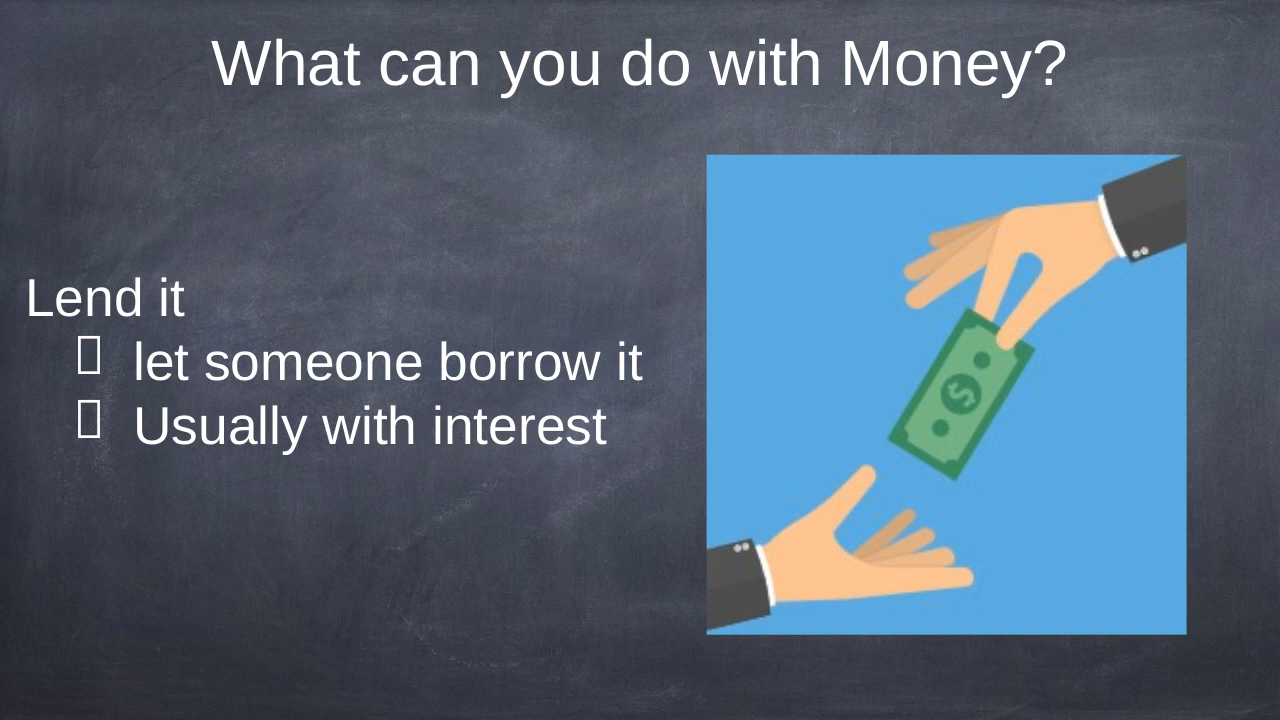 What can you do with Money?
Lend it
▯ let someone borrow it
▯ Usually with interest
$